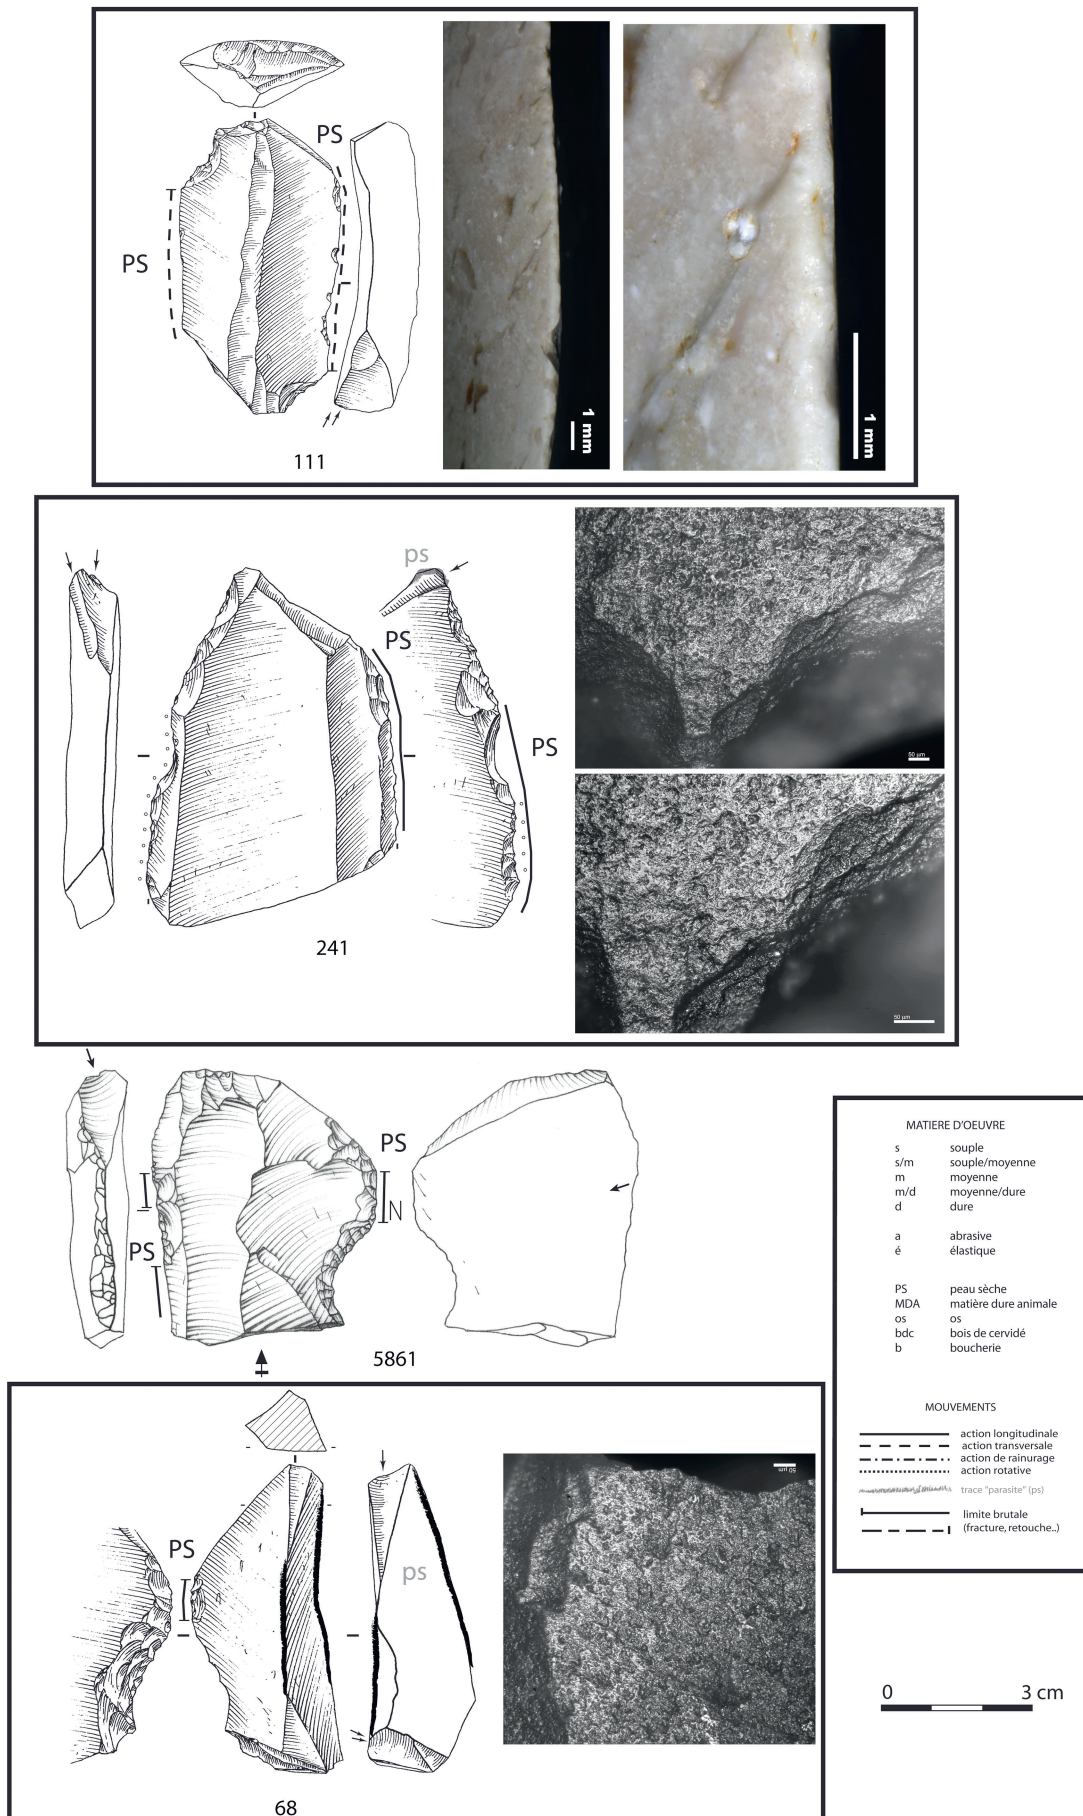 PS
PS
1 mm
1 mm
111
ps
PS
PS
50 µm
50 µm
241
PS
N
PS
5861
MATIERE D'OEUVRE
s souple
s/m souple/moyenne
m moyenne
m/d moyenne/dure
d dure
a abrasive
é élastique
PS peau sèche
MDA matière dure animale
os os
bdc bois de cervidé
b boucherie
MOUVEMENTS
action longitudinale
action transversale
action de rainurage
action rotative
trace "parasite" (ps)
limite brutale
(fracture, retouche..)
PS
ps
50 µm
0 3 cm
68